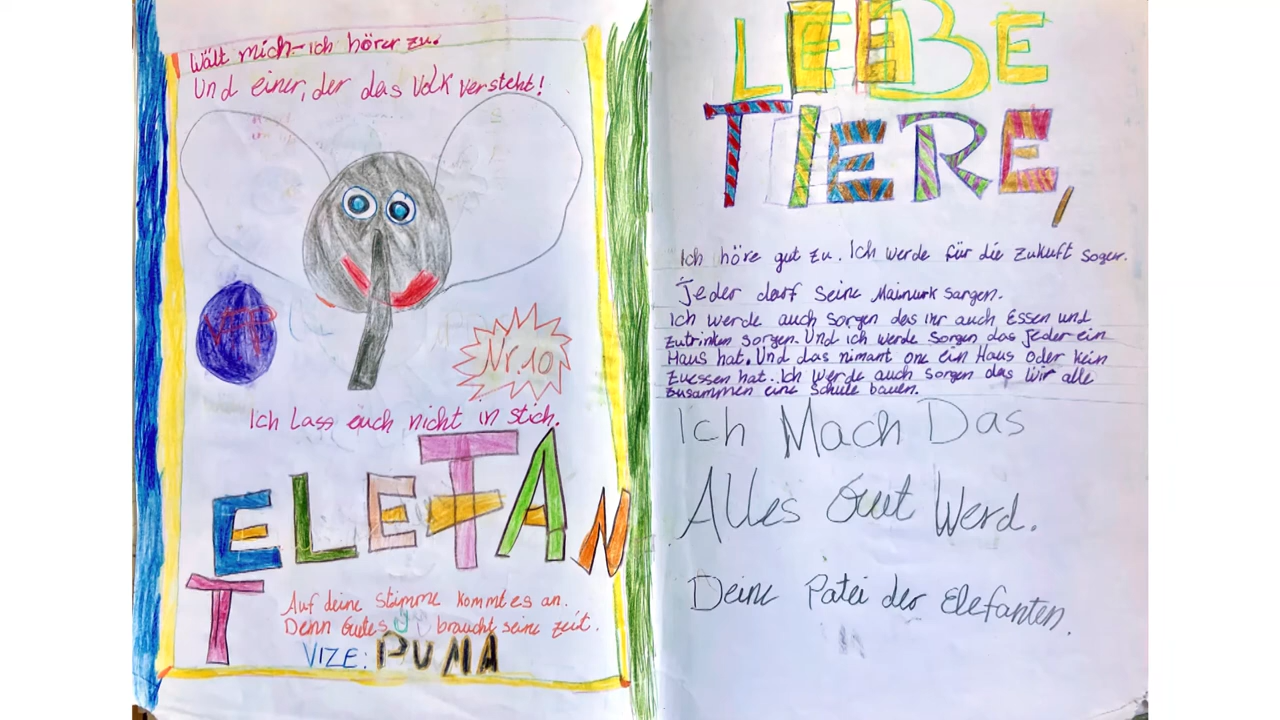 Wält mich – ich hörer zu.
Und einer, der das Volk versteht!
VTP
Nr. 10
Ich Lass euch nicht in stich.
ELEFAN
T
Auf deine stimme kommt es an.
Denn Gutes braucht seine zeit.
VIZE: PUMA
LEEBE
TIERE,
Ich höre gut zu. Ich werde für die Zukuft soger.
Jeder darf seine Mainurk sargen.
Ich werde auch sorgen das ihr auch Essen und
zutrinken sorgen. Und ich werde sorgen das Jeder ein
Haus hat. Und das nimant one ein Haus oder kein
zuessen hat. Ich werde auch sorgen das wir alle
zusammen eine Schule bauen.
Ich Mach Das
Alles Gut Werd.
Deine Patei der Elefanten.